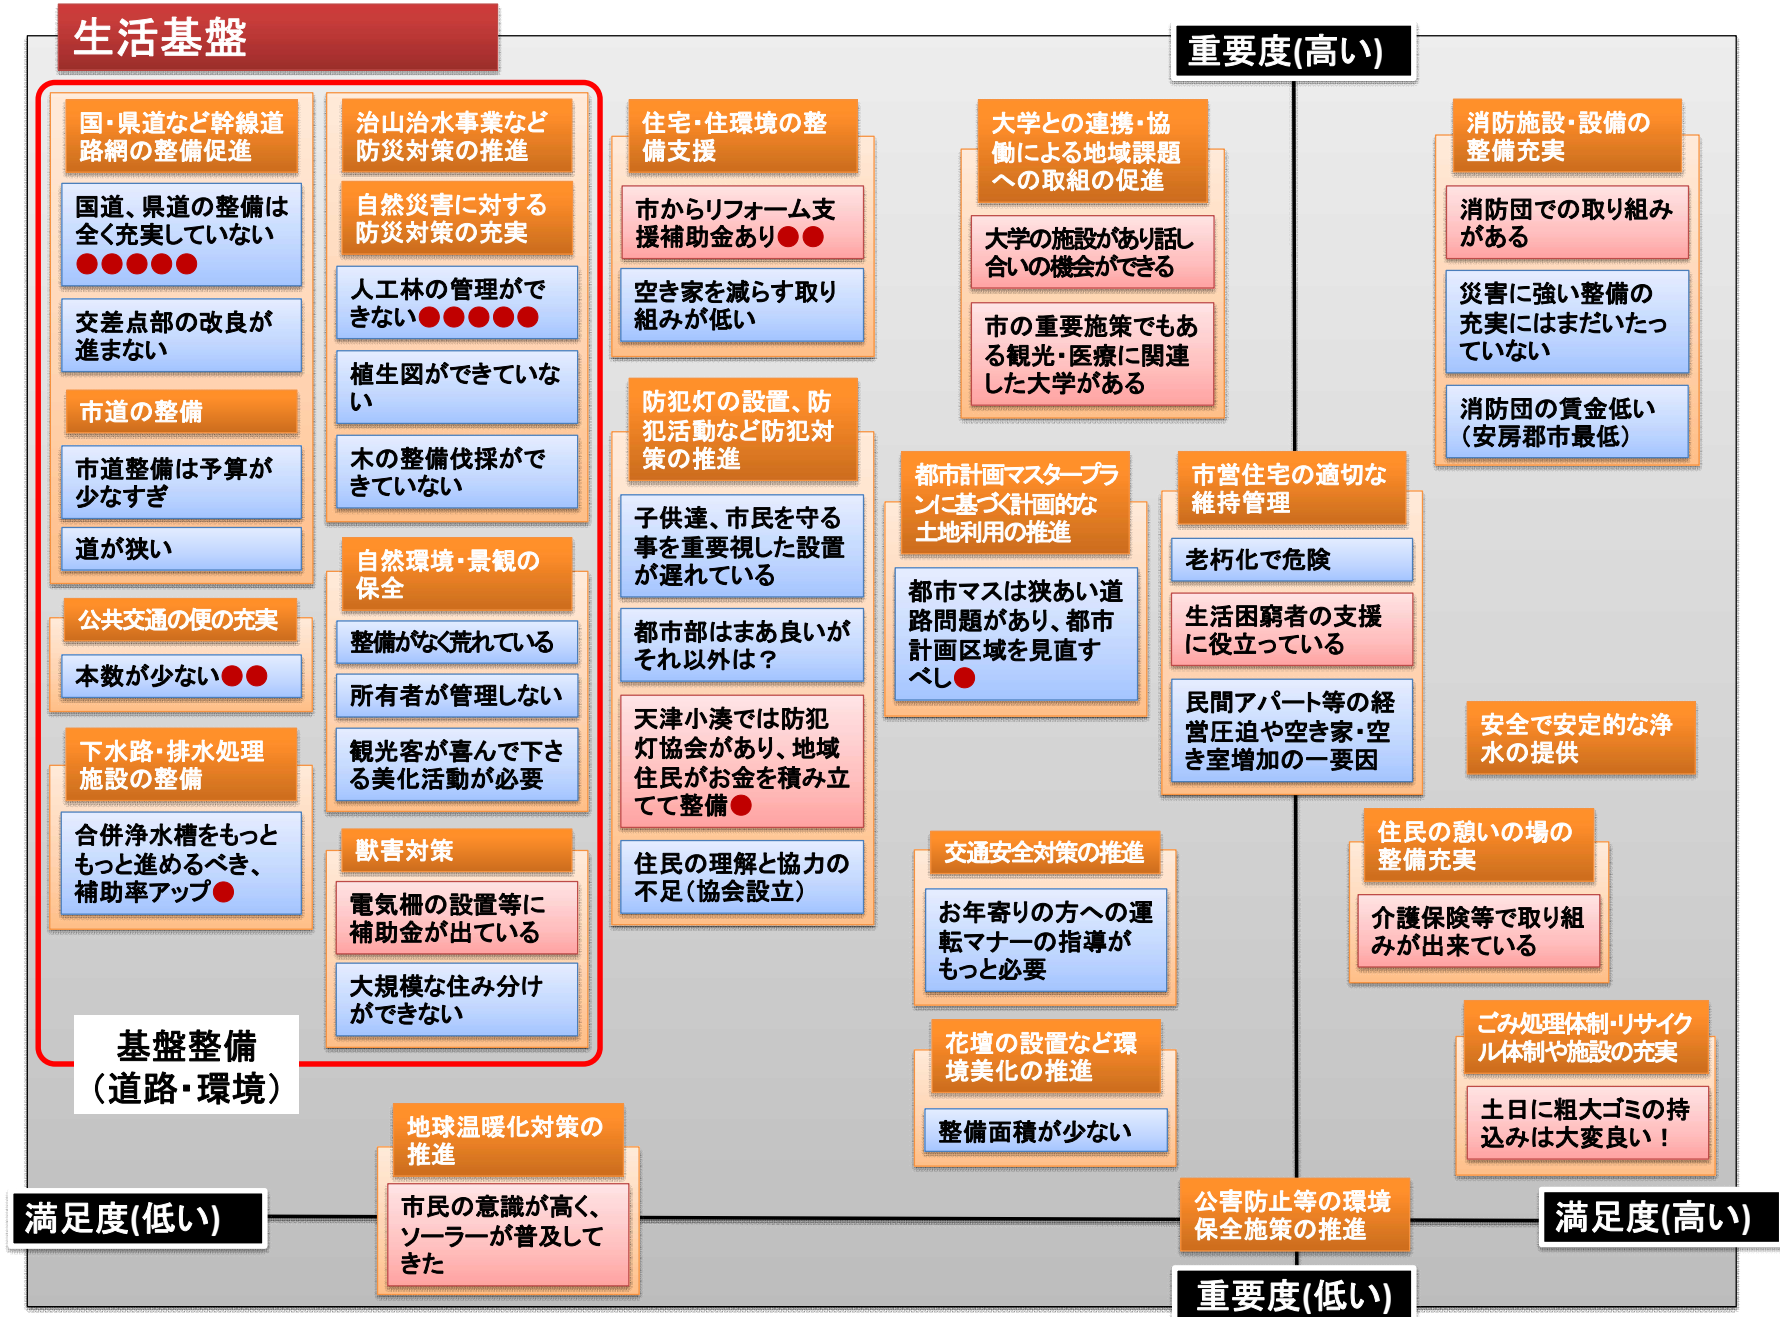 生活基盤
重要度(高い)
国・県道など幹線道
路網の整備促進
国道、県道の整備は
全く充実していない
●●●●●
交差点部の改良が
進まない
市道の整備
市道整備は予算が
少なすぎ
道が狭い
公共交通の便の充実
本数が少ない●●
下水路・排水処理
施設の整備
合併浄水槽をもっと
もっと進めるべき、
補助率アップ●
治山治水事業など
防災対策の推進
自然災害に対する
防災対策の充実
人工林の管理がで
きない●●●●●
植生図ができていな
い
木の整備伐採がで
きていない
自然環境・景観の
保全
整備がなく荒れている
所有者が管理しない
観光客が喜んで下さ
る美化活動が必要
獣害対策
電気柵の設置等に
補助金が出ている
大規模な住み分け
ができない
基盤整備
（道路・環境）
住宅・住環境の整
備支援
市からリフォーム支
援補助金あり●●
空き家を減らす取り
組みが低い
防犯灯の設置、防
犯活動など防犯対
策の推進
子供達、市民を守る
事を重要視した設置
が遅れている
都市部はまあ良いが
それ以外は？
天津小湊では防犯
灯協会があり、地域
住民がお金を積み立
てて整備●
住民の理解と協力の
不足（協会設立）
大学との連携・協
働による地域課題
への取組の促進
大学の施設があり話し
合いの機会ができる
市の重要施策でもあ
る観光・医療に関連
した大学がある
都市計画マスタープラ
ンに基づく計画的な
土地利用の推進
都市マスは狭あい道
路問題があり、都市
計画区域を見直す
べし●
交通安全対策の推進
お年寄りの方への運
転マナーの指導が
もっと必要
花壇の設置など環
境美化の推進
整備面積が少ない
市営住宅の適切な
維持管理
老朽化で危険
生活困窮者の支援
に役立っている
民間アパート等の経
営圧迫や空き家・空
き室増加の一要因
消防施設・設備の
整備充実
消防団での取り組み
がある
災害に強い整備の
充実にはまだいたっ
ていない
消防団の賃金低い
（安房郡市最低）
安全で安定的な浄
水の提供
住民の憩いの場の
整備充実
介護保険等で取り組
みが出来ている
ごみ処理体制・リサイク
ル体制や施設の充実
土日に粗大ゴミの持
込みは大変良い！
地球温暖化対策の
推進
市民の意識が高く、
ソーラーが普及して
きた
満足度(低い)
公害防止等の環境
保全施策の推進
満足度(高い)
重要度(低い)